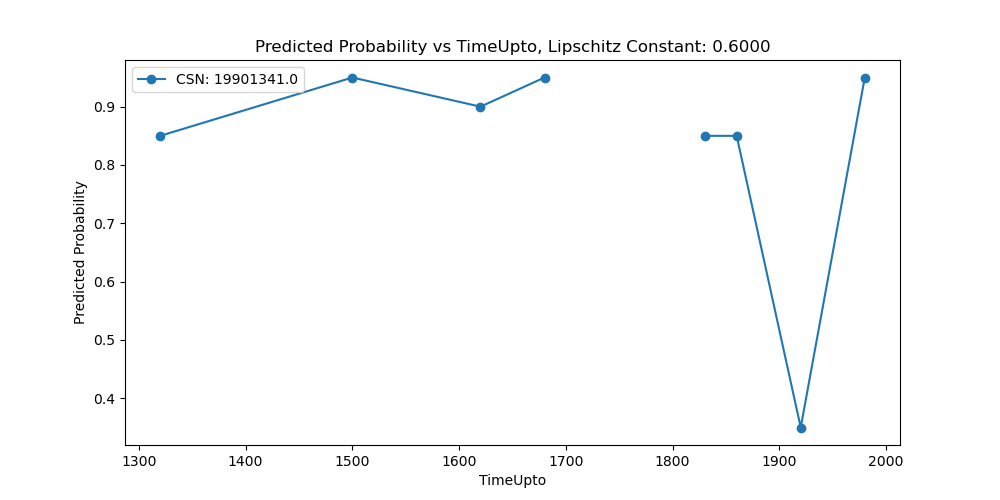 Predicted Probability vs TimeUpto, Lipschitz Constant: 0.6000
CSN: 19901341.0
Predicted Probability
0.9
0.8
0.7
0.6
0.5
0.4
1300 1400 1500 1600 1700 1800 1900 2000
TimeUpto